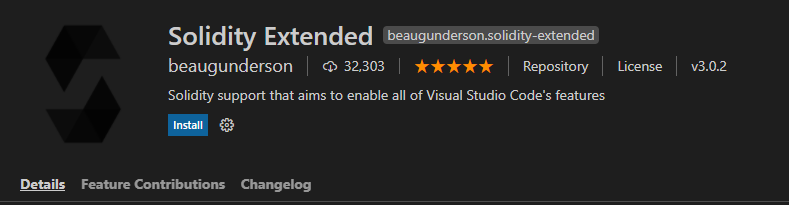 Solidity Extended beaugunderson.solidity-extended
beaugunderson 32,303 Repository License v3.0.2
Solidity support that aims to enable all of Visual Studio Code's features
Install
Details Feature Contributions Changelog